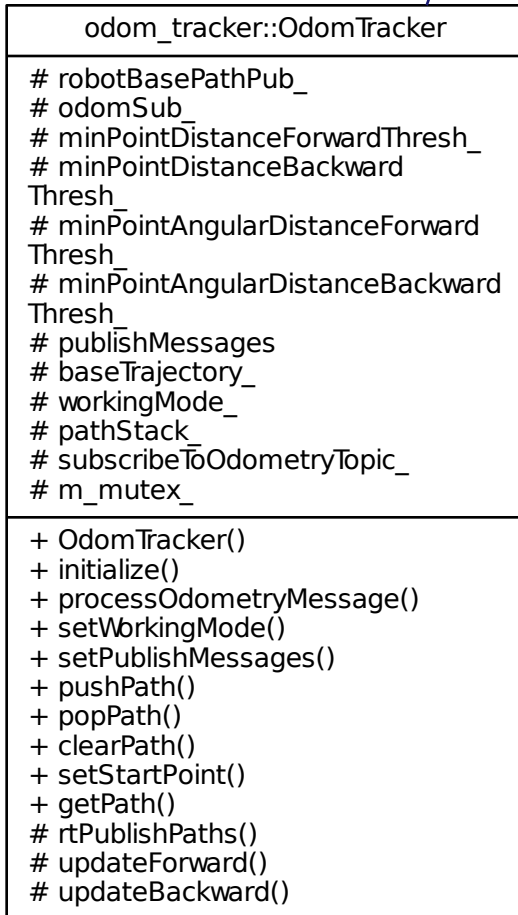 odom_tracker::OdomTracker
# robotBasePathPub_
# odomSub_
# minPointDistanceForwardThresh_
# minPointDistanceBackward
Thresh_
# minPointAngularDistanceForward
Thresh_
# minPointAngularDistanceBackward
Thresh_
# publishMessages
# baseTrajectory_
# workingMode_
# pathStack_
# subscribeToOdometryTopic_
# m_mutex_
+ OdomTracker()
+ initialize()
+ processOdometryMessage()
+ setWorkingMode()
+ setPublishMessages()
+ pushPath()
+ popPath()
+ clearPath()
+ setStartPoint()
+ getPath()
# rtPublishPaths()
# updateForward()
# updateBackward()